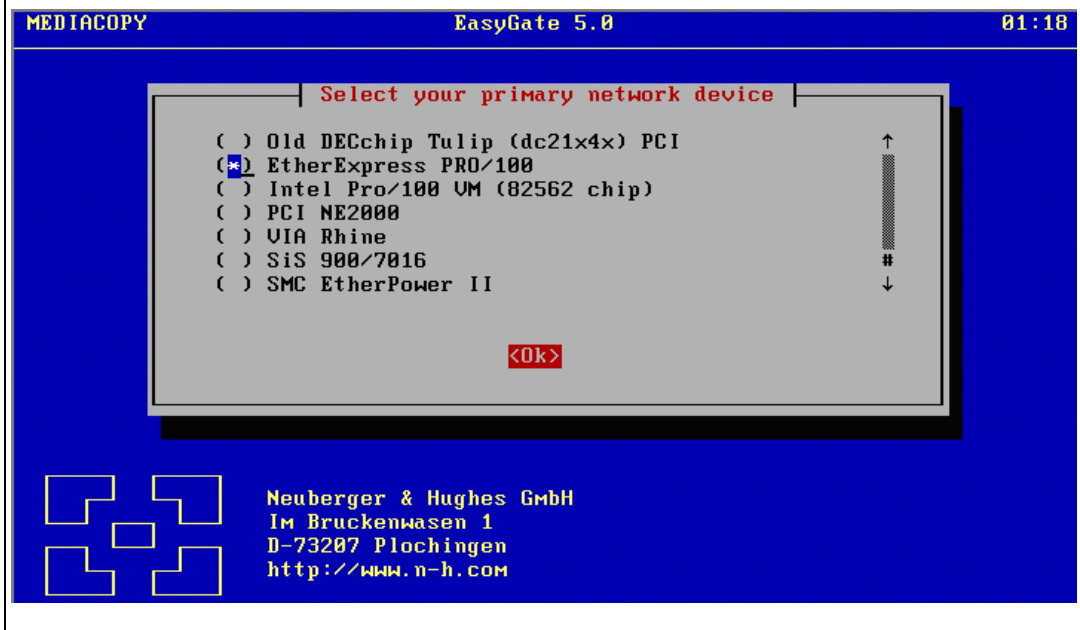 MEDIACOPY EasyGate 5.0 01:18
Select your primary network device
( ) Old DECchip Tulip (dc21x4x) PCI ↑
(*) EtherExpress PRO/100
( ) Intel Pro/100 VM (82562 chip)
( ) PCI NE2000
( ) VIA Rhine
( ) SiS 900/7016 #
( ) SMC EtherPower II ↓
<Ok>
Neuberger & Hughes GmbH
Im Bruckenwasen 1
D-73207 Plochingen
http://www.n-h.com